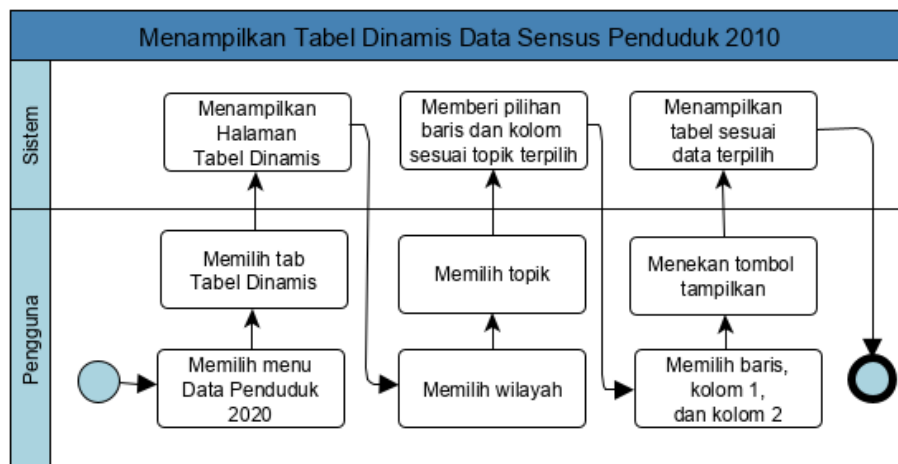 Menampilkan Tabel Dinamis Data Sensus Penduduk 2010
Sistem
Menampilkan
Halaman
Tabel Dinamis
Memberi pilihan
baris dan kolom
sesuai topik terpilih
Menampilkan
tabel sesuai
data terpilih
Pengguna
Memilih tab
Tabel Dinamis
Memilih topik
Menekan tombol
tampilkan
Memilih menu
Data Penduduk
2020
Memilih wilayah
Memilih baris,
kolom 1,
dan kolom 2